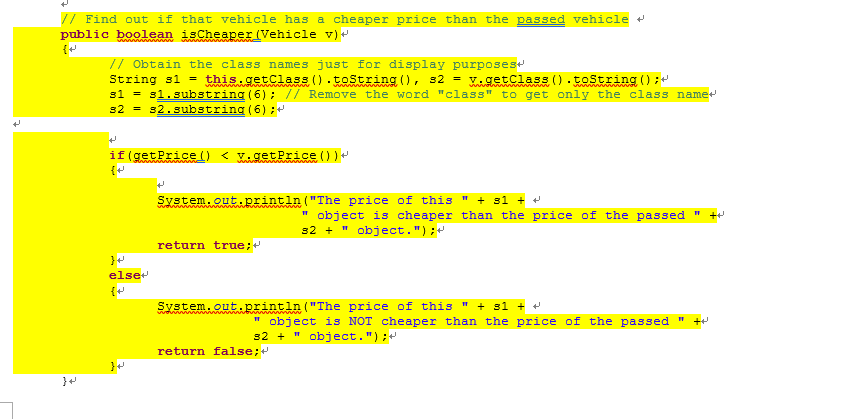 // Find out if that vehicle has a cheaper price than the passed vehicle
public boolean isCheaper(Vehicle v)
{
// Obtain the class names just for display purposes
String s1 = this.getClass().toString(), s2 = v.getClass().toString();
s1 = s1.substring(6); // Remove the word "class" to get only the class name
s2 = s2.substring(6);
if(getPrice() < v.getPrice())
{
System.out.println("The price of this " + s1 +
" object is cheaper than the price of the passed " +
s2 + " object.");
return true;
}
else
{
System.out.println("The price of this " + s1 +
" object is NOT cheaper than the price of the passed " +
s2 + " object.");
return false;
}
}